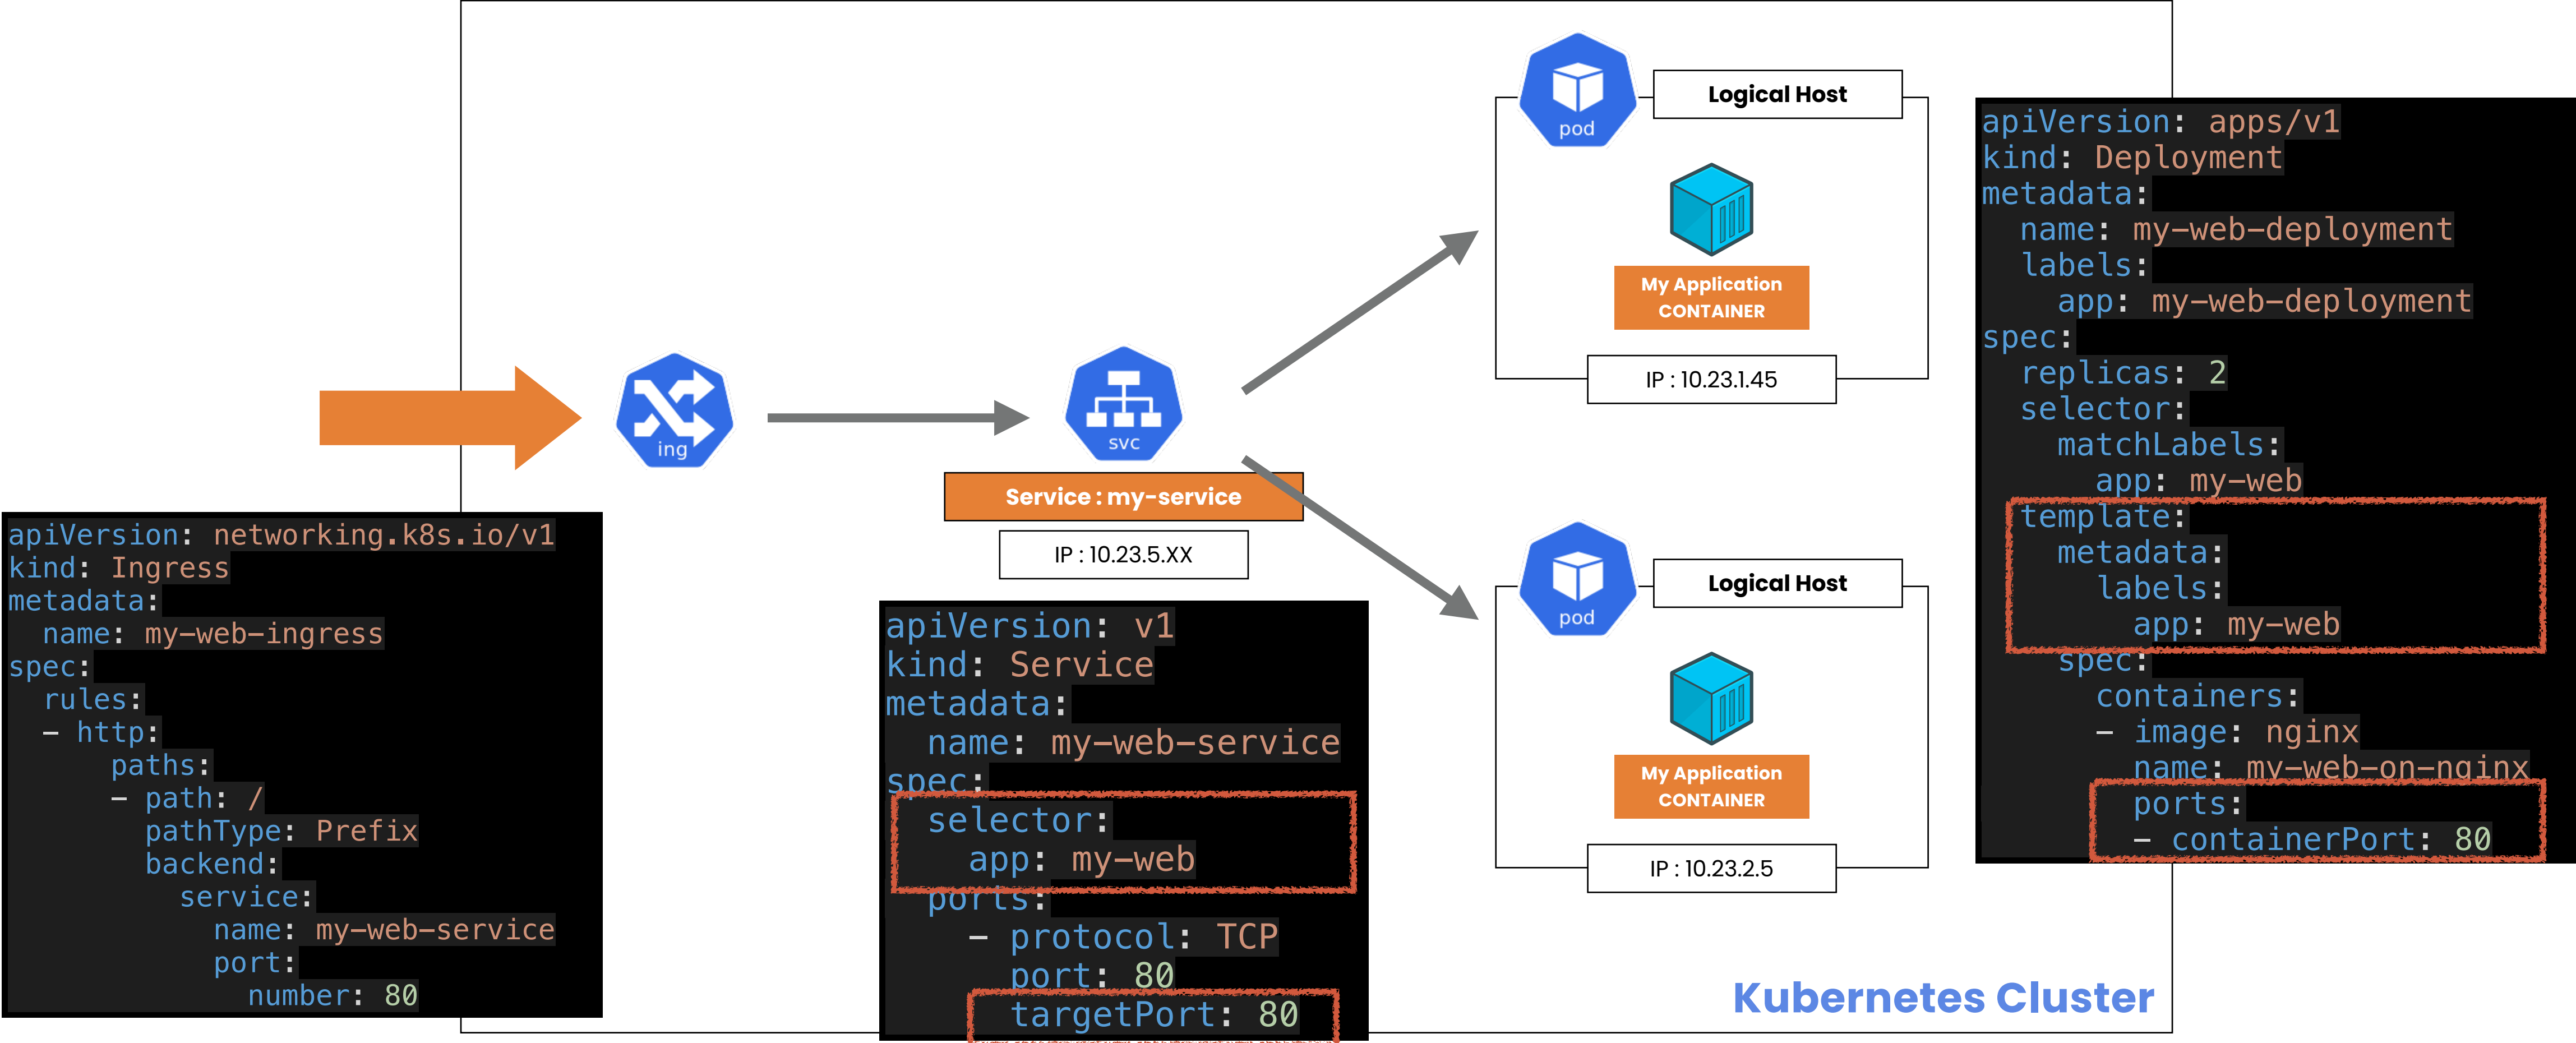 pod
Logical Host
My Application
CONTAINER
IP : 10.23.1.45
ing
svc
Service : my-service
IP : 10.23.5.XX
pod
Logical Host
My Application
CONTAINER
IP : 10.23.2.5
apiVersion: networking.k8s.io/v1
kind: Ingress
metadata:
  name: my-web-ingress
spec:
  rules:
  - http:
      paths:
      - path: /
        pathType: Prefix
        backend:
          service:
            name: my-web-service
            port:
              number: 80
apiVersion: v1
kind: Service
metadata:
  name: my-web-service
spec:
  selector:
    app: my-web
  ports:
    - protocol: TCP
      port: 80
      targetPort: 80
apiVersion: apps/v1
kind: Deployment
metadata:
  name: my-web-deployment
  labels:
    app: my-web-deployment
spec:
  replicas: 2
  selector:
    matchLabels:
      app: my-web
  template:
    metadata:
      labels:
        app: my-web
    spec:
      containers:
      - image: nginx
        name: my-web-on-nginx
        ports:
        - containerPort: 80
Kubernetes Cluster